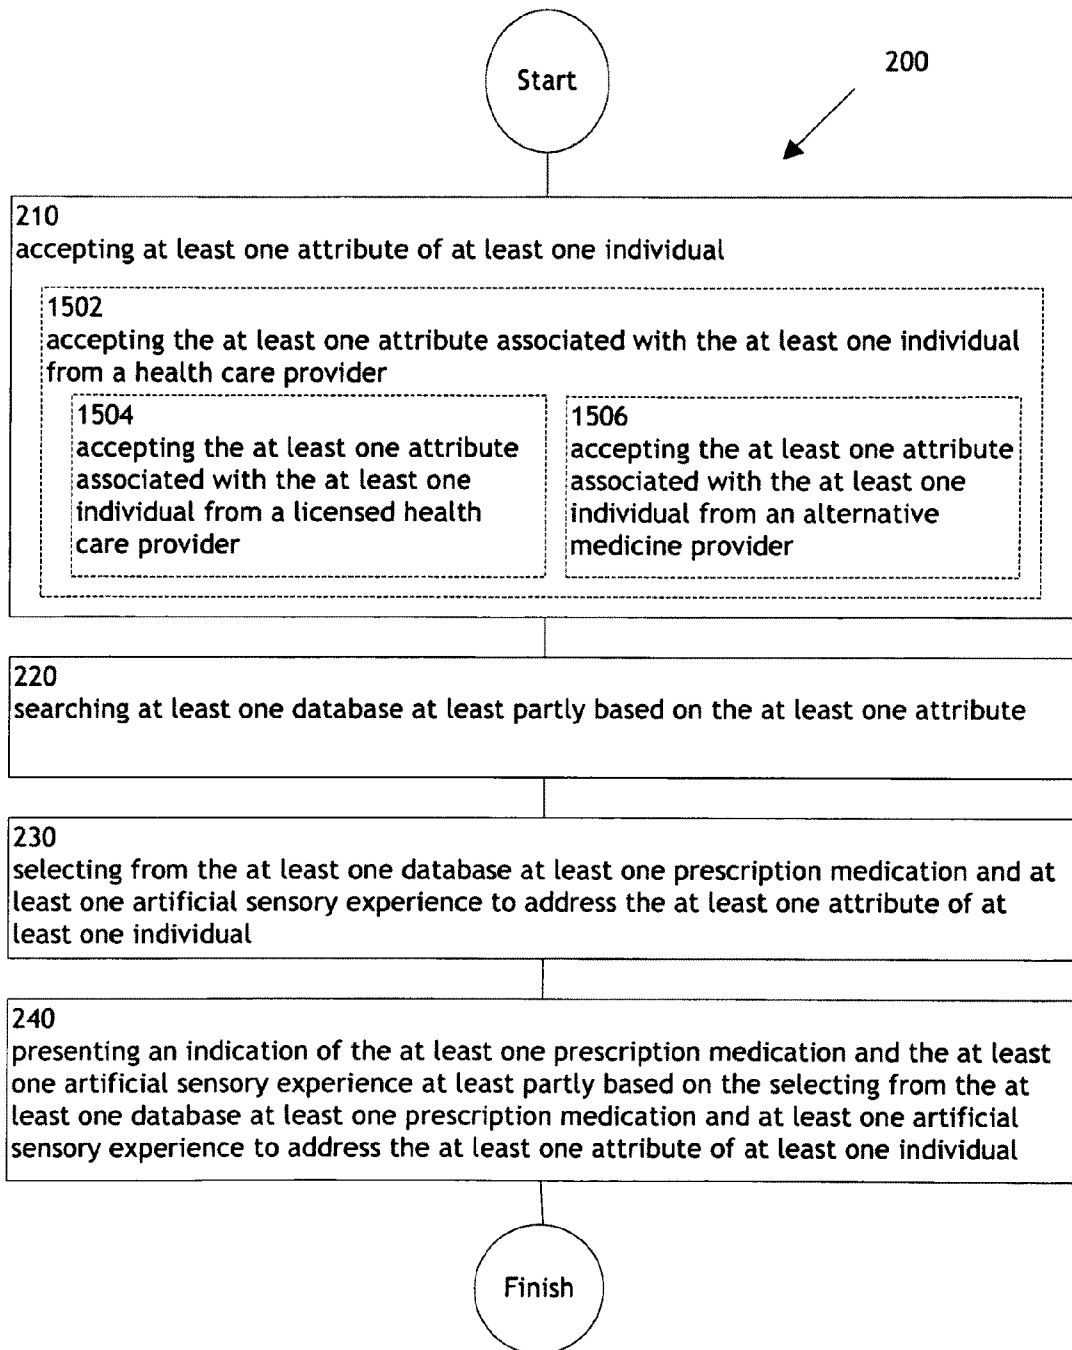 Start
200
210
accepting at least one attribute of at least one individual
1502
accepting the at least one attribute associated with the at least one individual
from a health care provider
1504
accepting the at least one attribute
associated with the at least one
individual from a licensed health
care provider
1506
accepting the at least one attribute
associated with the at least one
individual from an alternative
medicine provider
220
searching at least one database at least partly based on the at least one attribute
230
selecting from the at least one database at least one prescription medication and at
least one artificial sensory experience to address the at least one attribute of at
least one individual
240
presenting an indication of the at least one prescription medication and the at least
one artificial sensory experience at least partly based on the selecting from the at
least one database at least one prescription medication and at least one artificial
sensory experience to address the at least one attribute of at least one individual
Finish